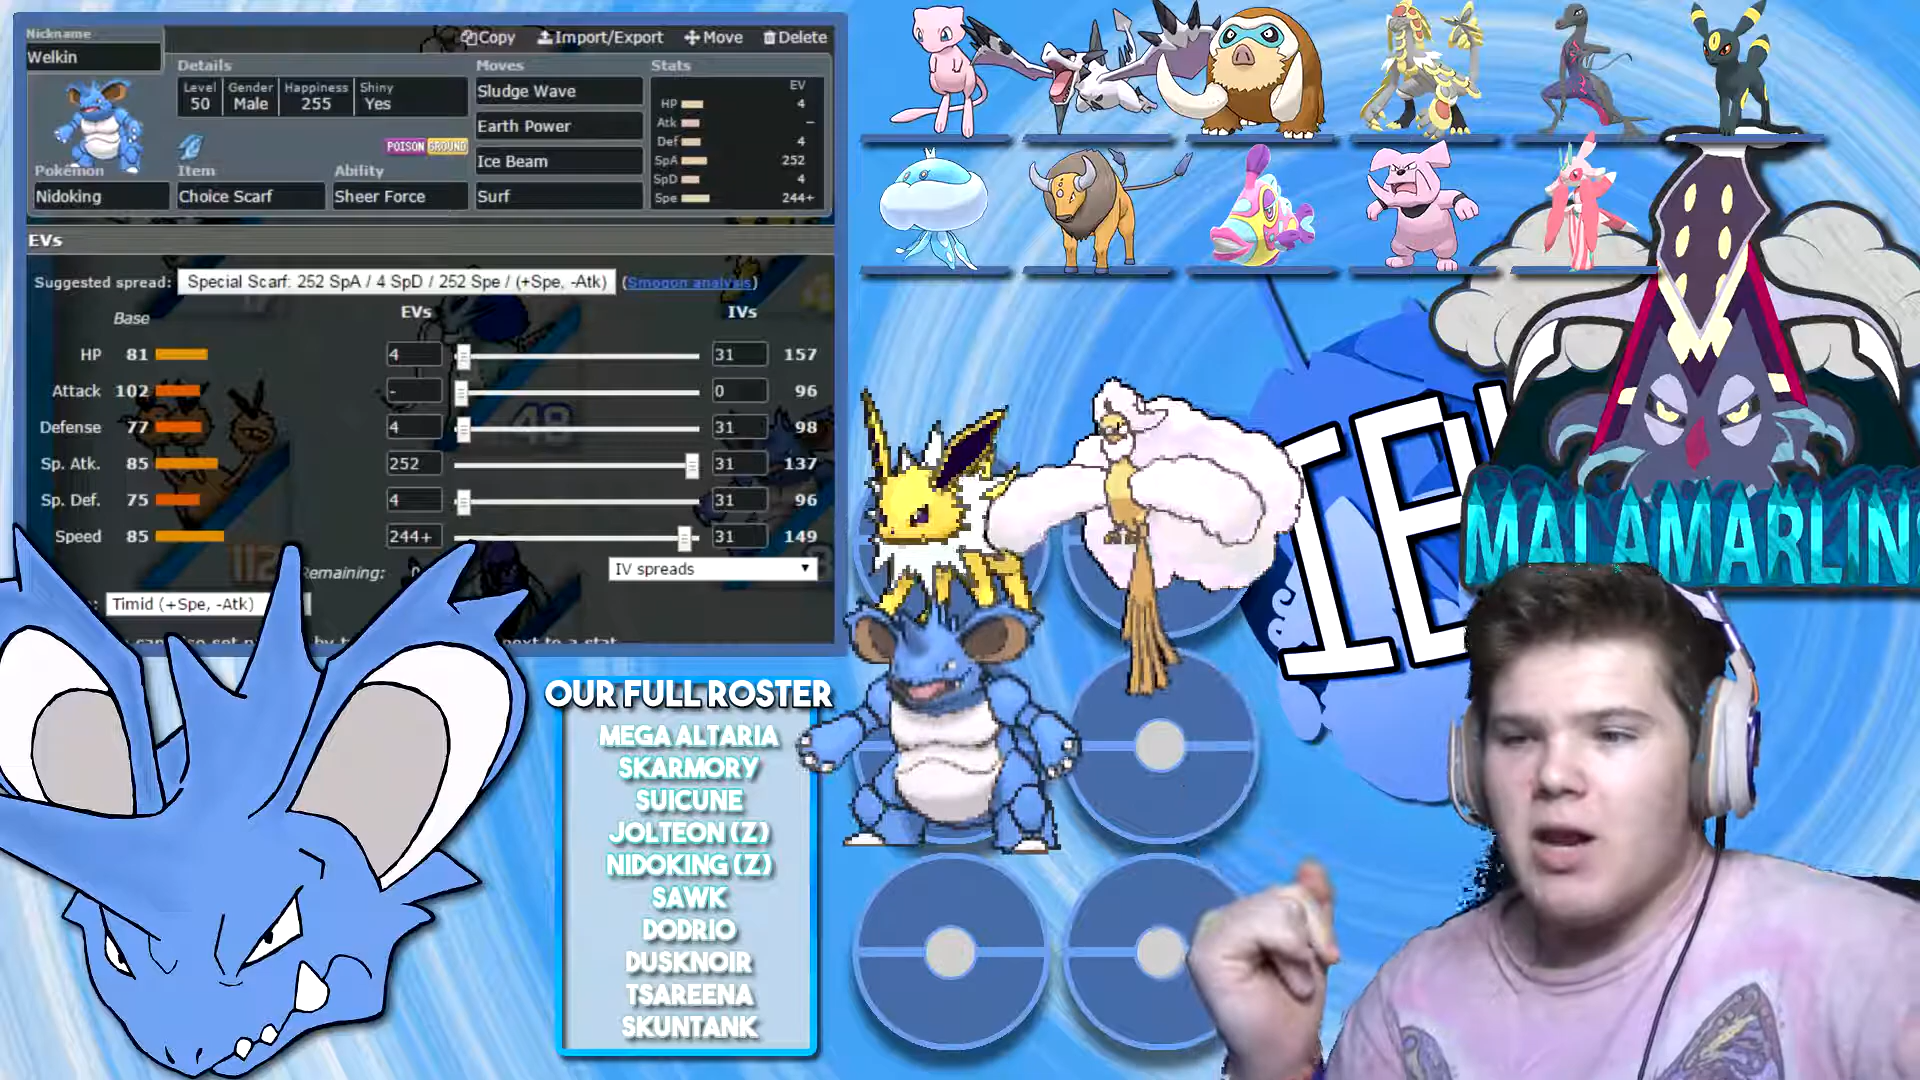 Nickname
Welkin
Copy Import/Export Move Delete
Details
Level Gender Happiness Shiny
50 Male 255 Yes
POISON GROUND
Pokémon Item Ability
Nidoking Choice Scarf Sheer Force
Moves
Sludge Wave
Earth Power
Ice Beam
Surf
Stats
EV
HP 4
Atk –
Def 4
SpA 252
SpD 4
Spe 244+
EVs
Suggested spread: Special Scarf: 252 SpA / 4 SpD / 252 Spe / (+Spe, -Atk) (Smogon analysis)
Base EVs IVs
HP 81 4 31 157
Attack 102 - 0 96
Defense 77 4 31 98
Sp. Atk. 85 252 31 137
Sp. Def. 75 4 31 96
Speed 85 244+ 31 149
Remaining: 0
IV spreads
Timid (+Spe, -Atk)
48
112
OUR FULL ROSTER
MEGA ALTARIA
SKARMORY
SUICUNE
JOLTEON (Z)
NIDOKING (Z)
SAWK
DODRIO
DUSKNOIR
TSAREENA
SKUNTANK
MALAMARLINS